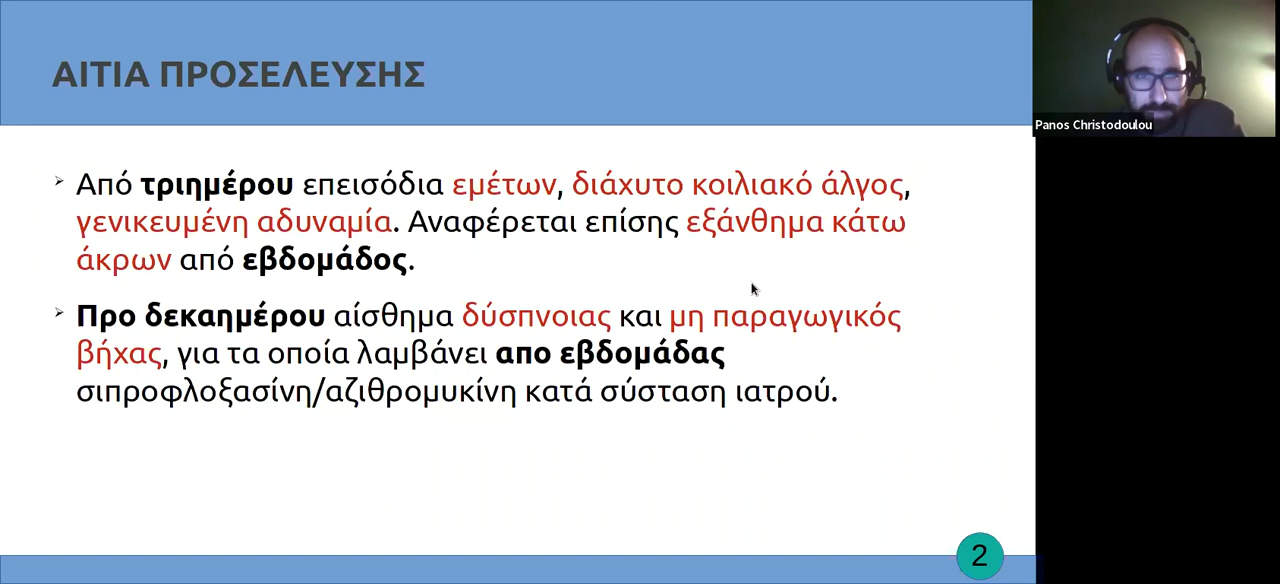 ΑΙΤΙΑ ΠΡΟΣΕΛΕΥΣΗΣ
Panos Christodoulou
Από τριημέρου επεισόδια εμέτων, διάχυτο κοιλιακό άλγος,
γενικευμένη αδυναμία. Αναφέρεται επίσης εξάνθημα κάτω
άκρων από εβδομάδος.
Προ δεκαημέρου αίσθημα δύσπνοιας και μη παραγωγικός
βήχας, για τα οποία λαμβάνει απο εβδομάδας
σιπροφλοξασίνη/αζιθρομυκίνη κατά σύσταση ιατρού.
2